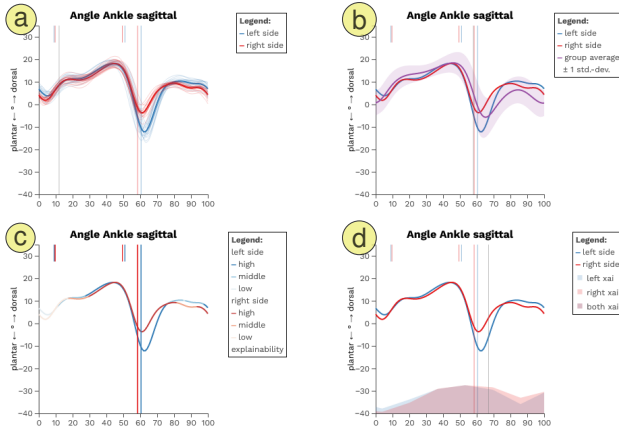 a
Angle Ankle sagittal
Legend:
left side
right side
plantar ← ° → dorsal
30
20
10
0
−10
−20
−30
−40
0 10 20 30 40 50 60 70 80 90 100
b
Angle Ankle sagittal
Legend:
left side
right side
group average
± 1 std.-dev.
plantar ← ° → dorsal
30
20
10
0
−10
−20
−30
−40
0 10 20 30 40 50 60 70 80 90 100
c
Angle Ankle sagittal
Legend:
left side
high
middle
low
right side
high
middle
low
explainability
plantar ← ° → dorsal
30
20
10
0
−10
−20
−30
−40
0 10 20 30 40 50 60 70 80 90 100
d
Angle Ankle sagittal
Legend:
left side
right side
left xai
right xai
both xai
plantar ← ° → dorsal
30
20
10
0
−10
−20
−30
−40
0 10 20 30 40 50 60 70 80 90 100